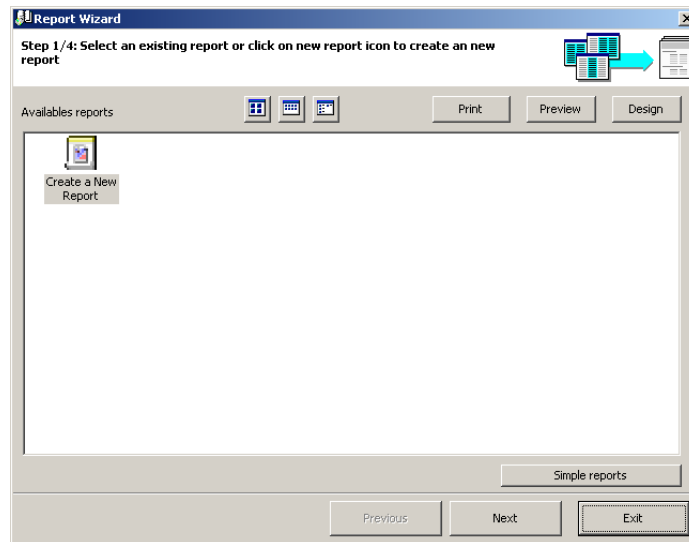 Report Wizard
Step 1/4: Select an existing report or click on new report icon to create an new
report
Availables reports
Print
Preview
Design
Create a New
Report
Simple reports
Previous
Next
Exit